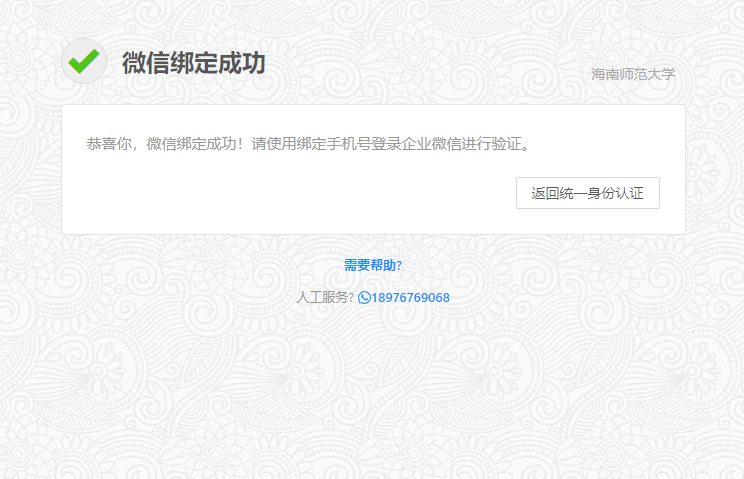 微信绑定成功
海南师范大学
恭喜你，微信绑定成功！请使用绑定手机号登录企业微信进行验证。
返回统一身份认证
需要帮助?
人工服务? 18976769068